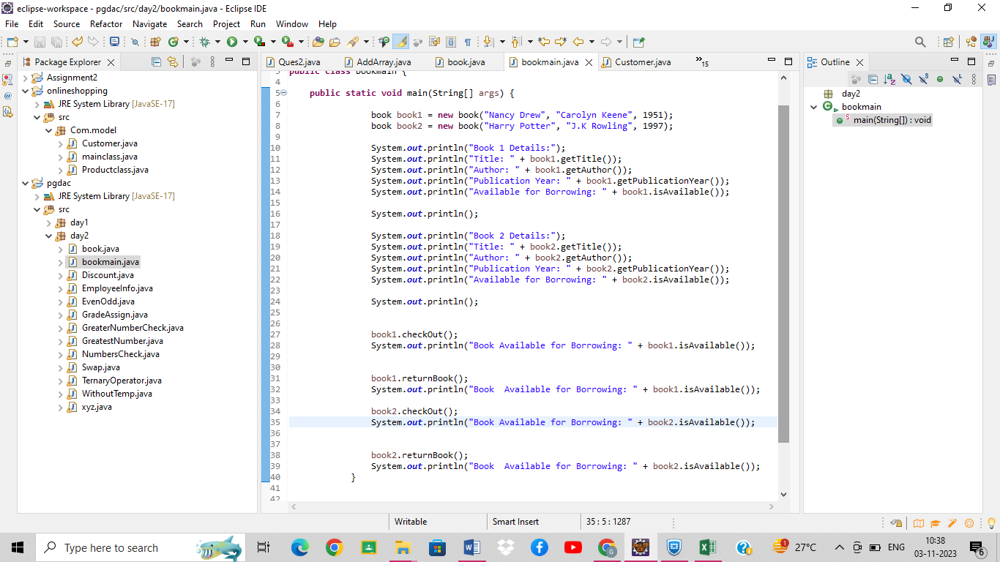 eclipse-workspace - pgdac/src/day2/bookmain.java - Eclipse IDE
File Edit Source Refactor Navigate Search Project Run Window Help
Package Explorer
Assignment2
onlineshopping
JRE System Library [JavaSE-17]
src
Com.model
Customer.java
mainclass.java
Productclass.java
pgdac
JRE System Library [JavaSE-17]
src
day1
day2
book.java
bookmain.java
Discount.java
EmployeeInfo.java
EvenOdd.java
GradeAssign.java
GreaterNumberCheck.java
GreatestNumber.java
NumbersCheck.java
Swap.java
TernaryOperator.java
WithoutTemp.java
xyz.java
Ques2.java AddArray.java book.java bookmain.java Customer.java 15
3 public class bookmain {
4
5 public static void main(String[] args) {
6
7 book book1 = new book("Nancy Drew", "Carolyn Keene", 1951);
8 book book2 = new book("Harry Potter", "J.K Rowling", 1997);
9
10 System.out.println("Book 1 Details:");
11 System.out.println("Title: " + book1.getTitle());
12 System.out.println("Author: " + book1.getAuthor());
13 System.out.println("Publication Year: " + book1.getPublicationYear());
14 System.out.println("Available for Borrowing: " + book1.isAvailable());
15
16 System.out.println();
17
18 System.out.println("Book 2 Details:");
19 System.out.println("Title: " + book2.getTitle());
20 System.out.println("Author: " + book2.getAuthor());
21 System.out.println("Publication Year: " + book2.getPublicationYear());
22 System.out.println("Available for Borrowing: " + book2.isAvailable());
23
24 System.out.println();
25
26
27 book1.checkOut();
28 System.out.println("Book Available for Borrowing: " + book1.isAvailable());
29
30
31 book1.returnBook();
32 System.out.println("Book  Available for Borrowing: " + book1.isAvailable());
33
34 book2.checkOut();
35 System.out.println("Book Available for Borrowing: " + book2.isAvailable());
36
37
38 book2.returnBook();
39 System.out.println("Book  Available for Borrowing: " + book2.isAvailable());
40 }
41
42
Outline
day2
bookmain
main(String[]) : void
Writable Smart Insert 35 : 5 : 1287
Type here to search
1 27°C ENG 10:38
03-11-2023 6